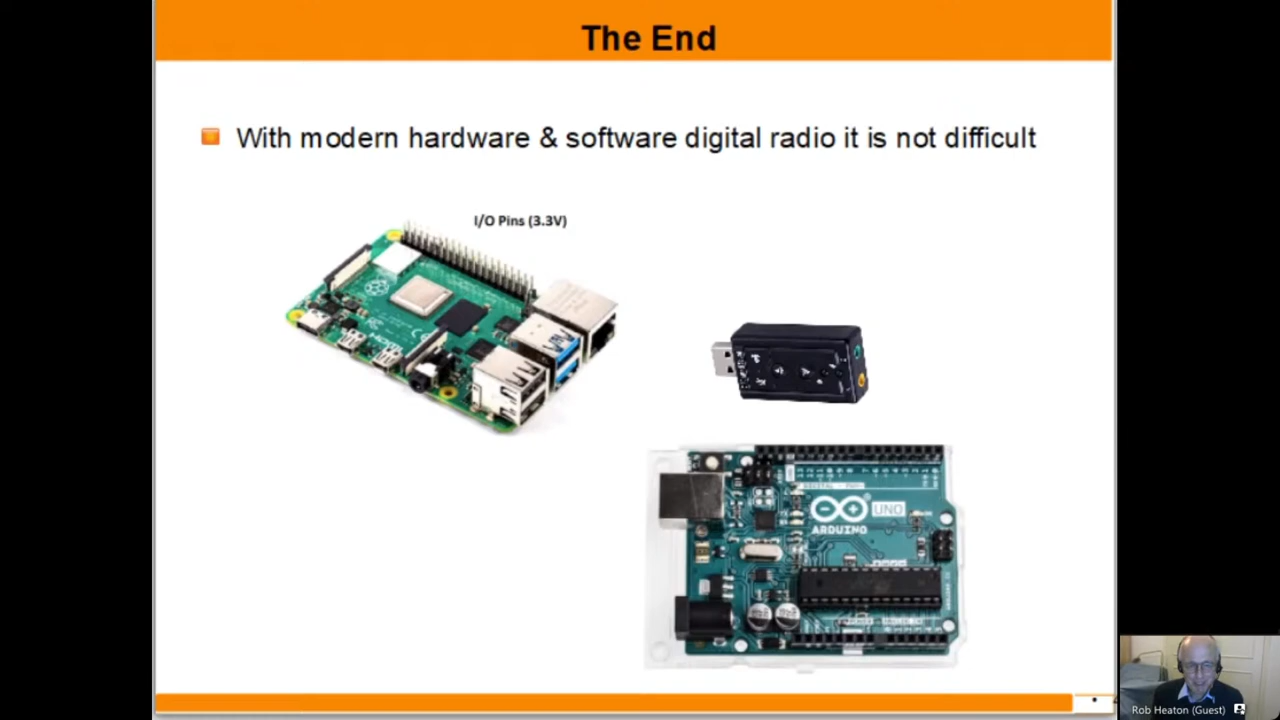 The End
With modern hardware & software digital radio it is not difficult
I/O Pins (3.3V)
HDMI
UNO
ARDUINO
Rob Heaton (Guest)